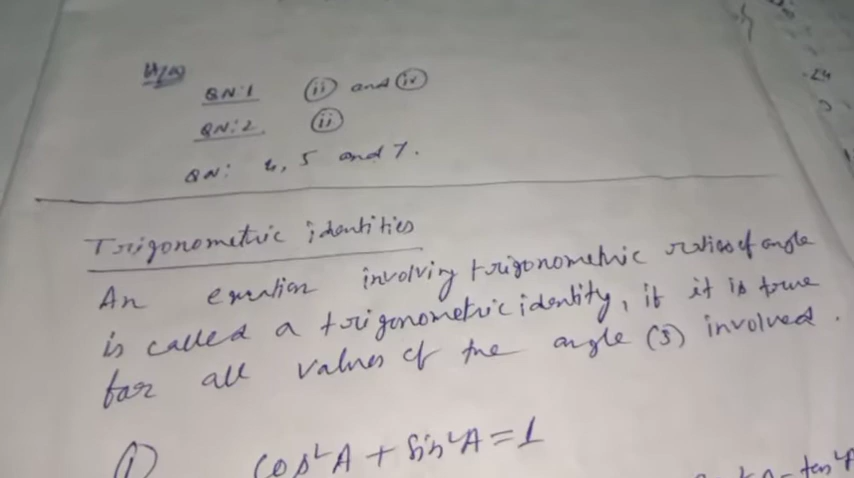 H/W
QN:1 (ii) and (iv)
QN:2. (ii)
QN: 4, 5 and 7.
Trigonometric identities
An equation involving trigonometric ratios of angle
is called a trigonometric identity, if it is true
for all values of the angle (s) involved.
(i) cos²A + sin²A = 1
tan²A
-24